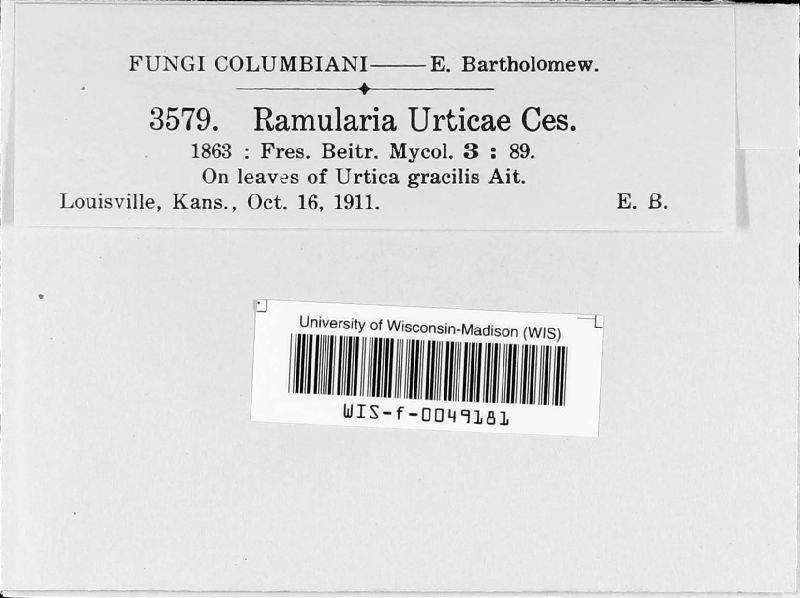 FUNGI COLUMBIANI—E. Bartholomew.
3579. Ramularia Urticae Ces.
1863 : Fres. Beitr. Mycol. 3 : 89.
On leaves of Urtica gracilis Ait.
Louisville, Kans., Oct. 16, 1911. E. B.
University of Wisconsin-Madison (WIS)
WIS-f-0049181